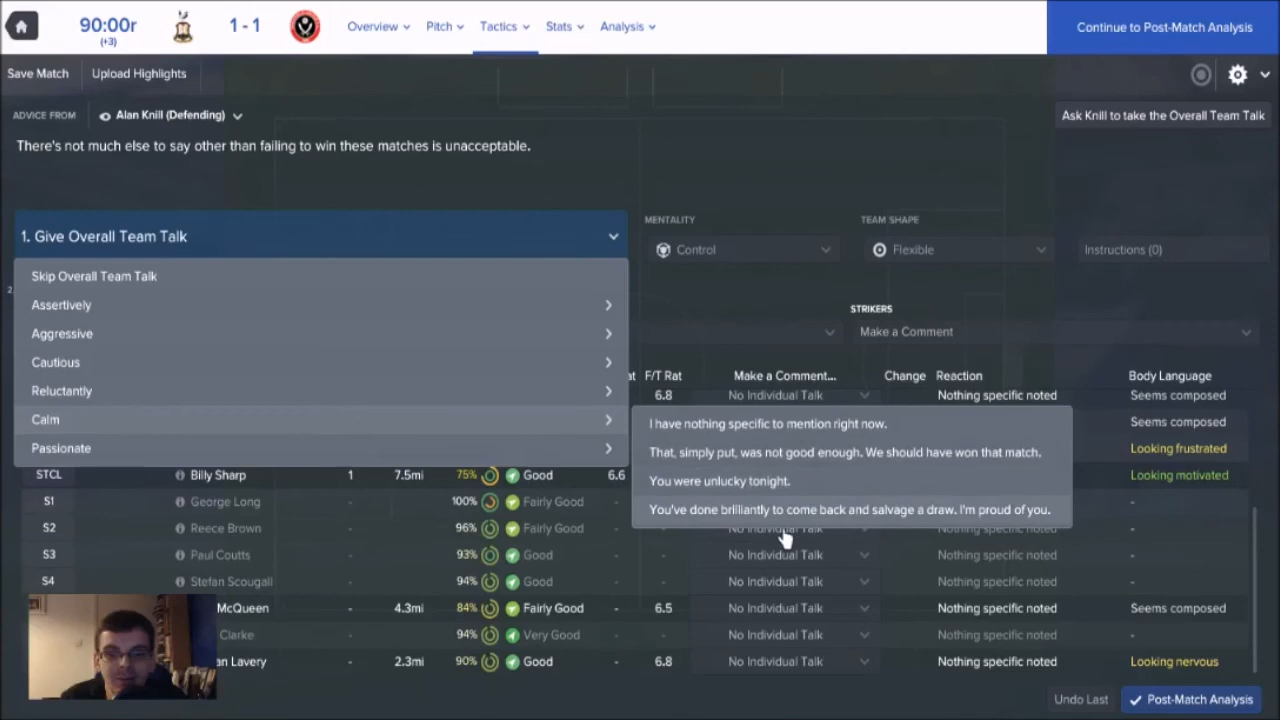 90:00r
(+3)
1 - 1
Overview
Pitch
Tactics
Stats
Analysis
Continue to Post-Match Analysis
Save Match
Upload Highlights
ADVICE FROM
Alan Knill (Defending)
Ask Knill to take the Overall Team Talk
There's not much else to say other than failing to win these matches is unacceptable.
1. Give Overall Team Talk
MENTALITY
Control
TEAM SHAPE
Flexible
Instructions (0)
2.
Skip Overall Team Talk
Assertively
Aggressive
Cautious
Reluctantly
Calm
Passionate
STRIKERS
Make a Comment
F/T Rat Make a Comment... Change Reaction Body Language
6.8 No Individual Talk Nothing specific noted Seems composed
Seems composed
Looking frustrated
I have nothing specific to mention right now.
That, simply put, was not good enough. We should have won that match.
You were unlucky tonight.
You've done brilliantly to come back and salvage a draw. I'm proud of you.
STCL Billy Sharp 1 7.5mi 75% Good 6.6 Looking motivated
S1 George Long 100% Fairly Good - -
S2 Reece Brown 96% Fairly Good - - No Individual Talk Nothing specific noted -
S3 Paul Coutts 93% Good - - No Individual Talk Nothing specific noted -
S4 Stefan Scougall 94% Good - - No Individual Talk Nothing specific noted -
McQueen - 4.3mi 84% Fairly Good - 6.5 No Individual Talk Nothing specific noted Seems composed
Clarke - 94% Very Good - - No Individual Talk Nothing specific noted -
an Lavery - 2.3mi 90% Good - 6.8 No Individual Talk Nothing specific noted Looking nervous
Undo Last
Post-Match Analysis